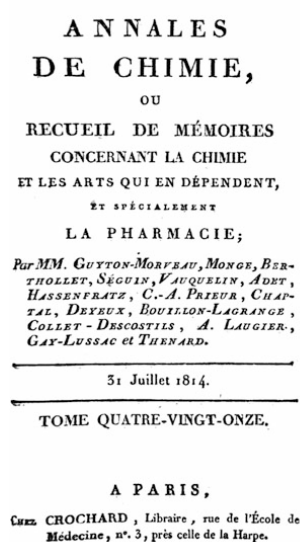 ANNALES
DE CHIMIE,
OU
RECUEIL DE MÉMOIRES
CONCERNANT LA CHIMIE
ET LES ARTS QUI EN DÉPENDENT,
ET SPÉCIALEMENT
LA PHARMACIE;
Par MM. GUYTON-MORVEAU, MONGE, BER-
THOLLET, SÉGUIN, VAUQUELIN, ADET,
HASSENFRATZ, C.-A. PRIEUR, CHAP-
TAL, DEYEUX, BOUILLON-LAGRANGE,
COLLET-DESCOSTILS, A. LAUGIER,
GAY-LUSSAC et THENARD.
31 Juillet 1814.
TOME QUATRE-VINGT-ONZE.
A PARIS,
CHEZ CROCHARD, Libraire, rue de l'École de
Médecine, n°. 3, près celle de la Harpe.